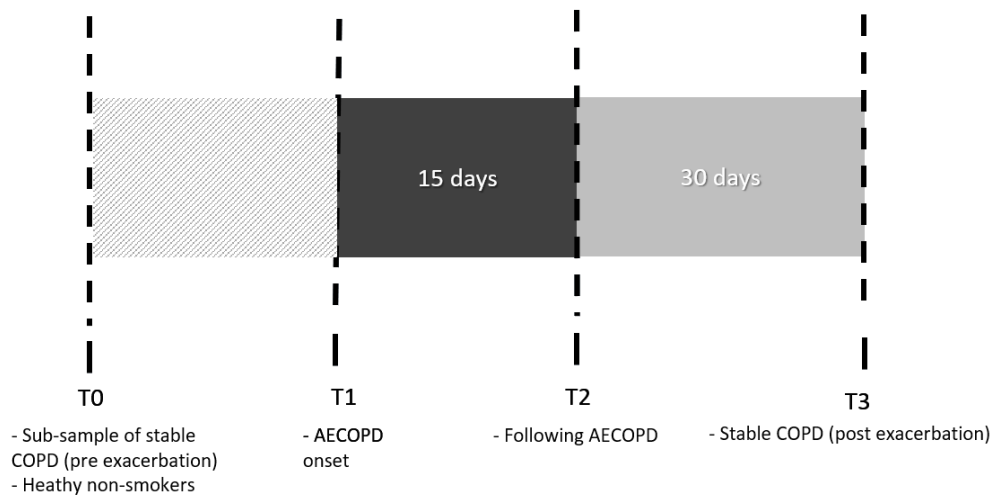 15 days
30 days
T0
T1
T2
T3
- Sub-sample of stable
COPD (pre exacerbation)
- Heathy non-smokers
- AECOPD
onset
- Following AECOPD
- Stable COPD (post exacerbation)